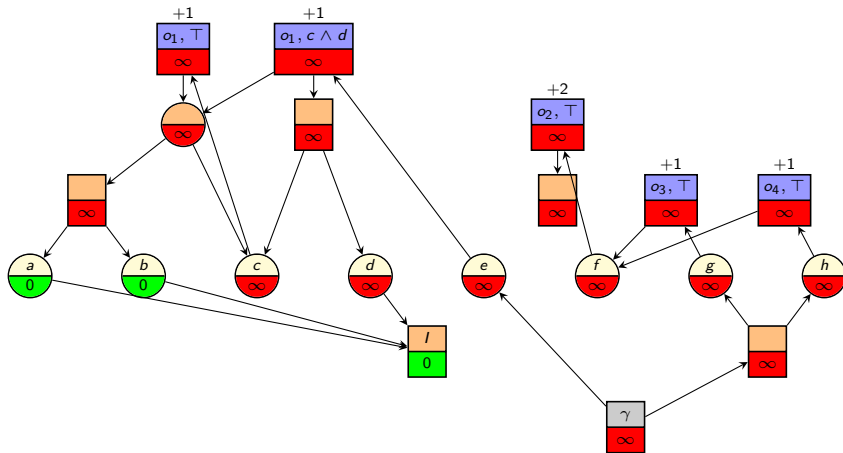 +1 +1
o₁, ⊤ o₁, c ∧ d
∞ ∞
+2
o₂, ⊤
∞ ∞ ∞
+1 +1
o₃, ⊤ o₄, ⊤
∞ ∞ ∞ ∞
a b c d e f g h
0 0 ∞ ∞ ∞ ∞ ∞ ∞
I
0 ∞
γ
∞